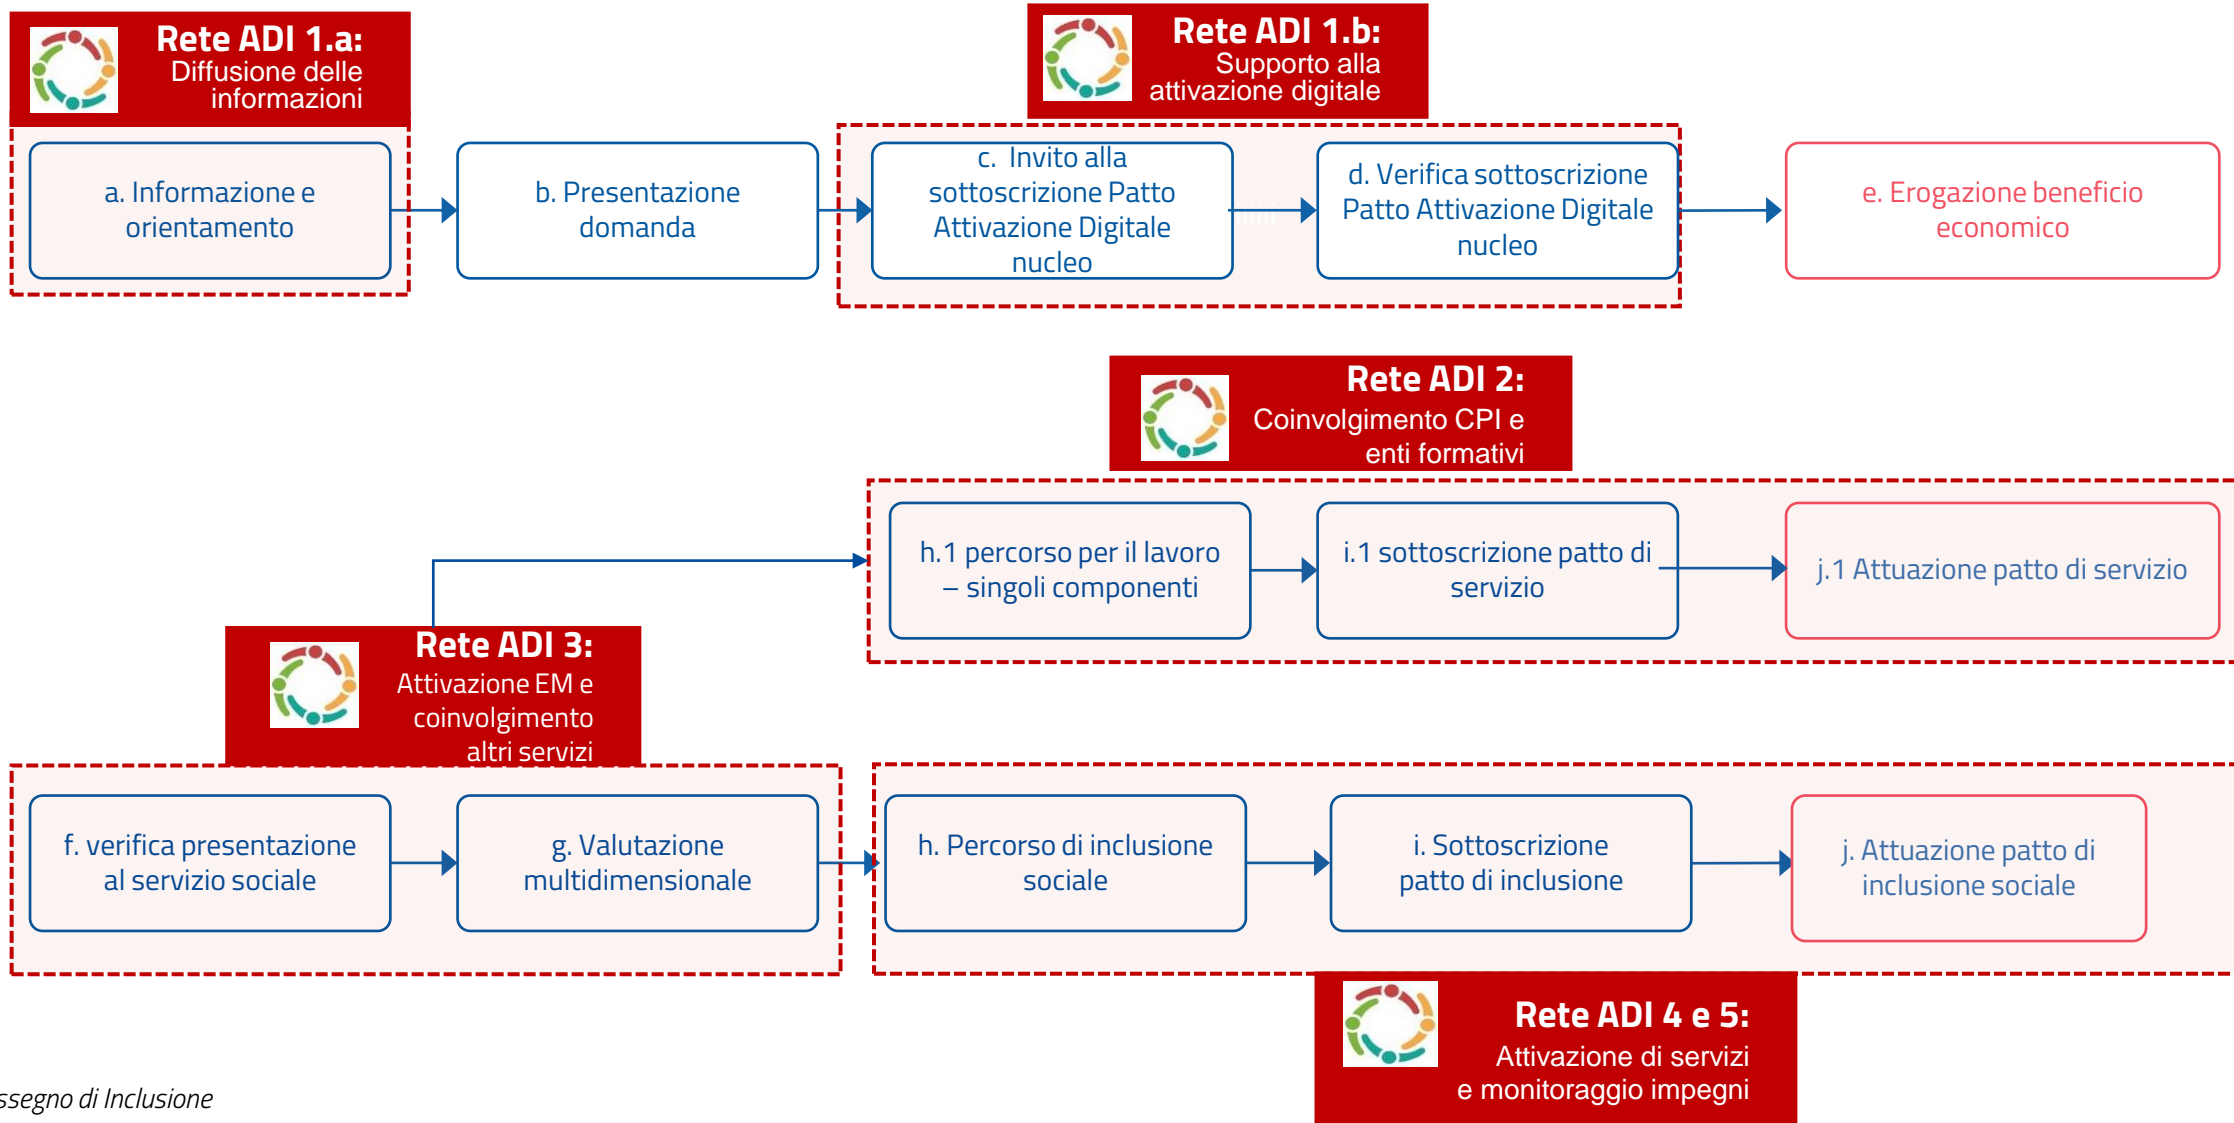 Rete ADI 1.a:
Diffusione delle
informazioni
Rete ADI 1.b:
Supporto alla
attivazione digitale
a. Informazione e
orientamento
b. Presentazione
domanda
c. Invito alla
sottoscrizione Patto
Attivazione Digitale
nucleo
d. Verifica sottoscrizione
Patto Attivazione Digitale
nucleo
e. Erogazione beneficio
economico
Rete ADI 2:
Coinvolgimento CPI e
enti formativi
h.1 percorso per il lavoro
– singoli componenti
i.1 sottoscrizione patto di
servizio
j.1 Attuazione patto di servizio
Rete ADI 3:
Attivazione EM e
coinvolgimento
altri servizi
f. verifica presentazione
al servizio sociale
g. Valutazione
multidimensionale
h. Percorso di inclusione
sociale
i. Sottoscrizione
patto di inclusione
j. Attuazione patto di
inclusione sociale
Rete ADI 4 e 5:
Attivazione di servizi
e monitoraggio impegni
ssegno di Inclusione